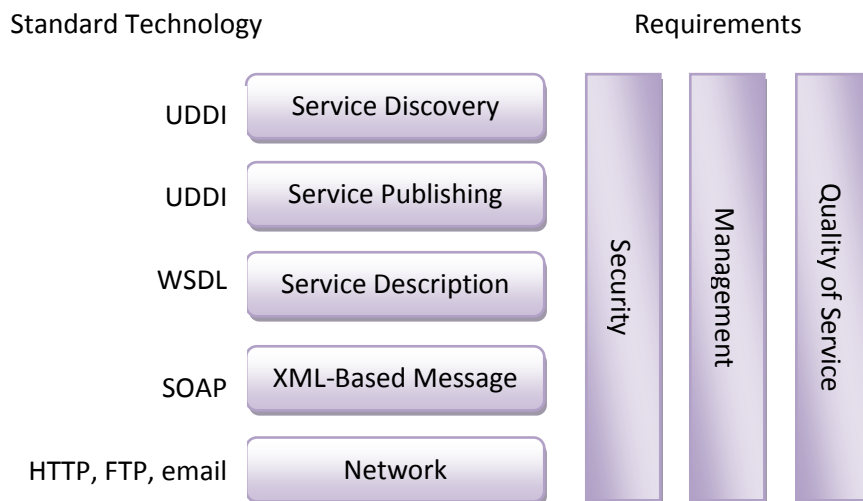 Standard Technology
Requirements
UDDI
Service Discovery
UDDI
Service Publishing
WSDL
Service Description
SOAP
XML-Based Message
HTTP, FTP, email
Network
Security
Management
Quality of Service